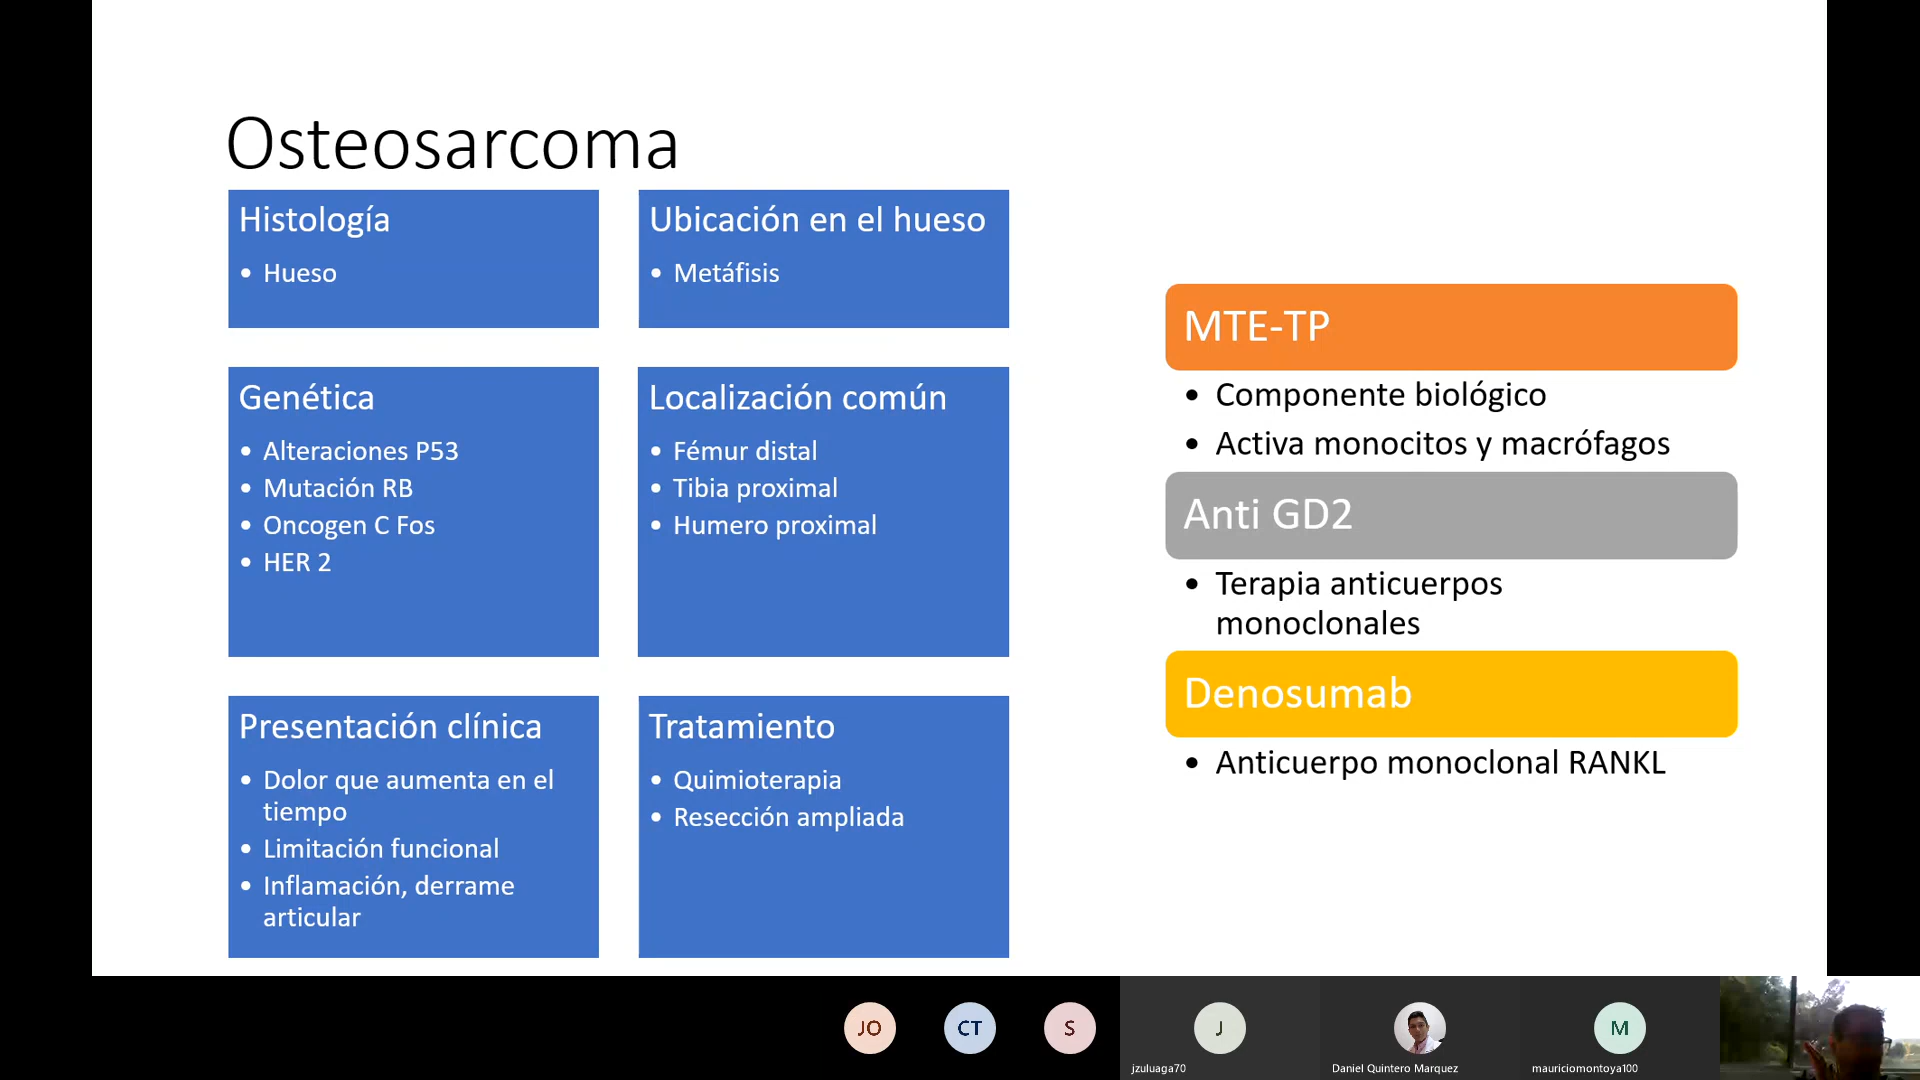 Osteosarcoma
Histología
• Hueso
Ubicación en el hueso
• Metáfisis
Genética
• Alteraciones P53
• Mutación RB
• Oncogen C Fos
• HER 2
Localización común
• Fémur distal
• Tibia proximal
• Humero proximal
Presentación clínica
• Dolor que aumenta en el
tiempo
• Limitación funcional
• Inflamación, derrame
articular
Tratamiento
• Quimioterapia
• Resección ampliada
MTE-TP
• Componente biológico
• Activa monocitos y macrófagos
Anti GD2
• Terapia anticuerpos
monoclonales
Denosumab
• Anticuerpo monoclonal RANKL
JO
CT
S
J
M
jzuluaga70
Daniel Quintero Marquez
mauriciomontoya100